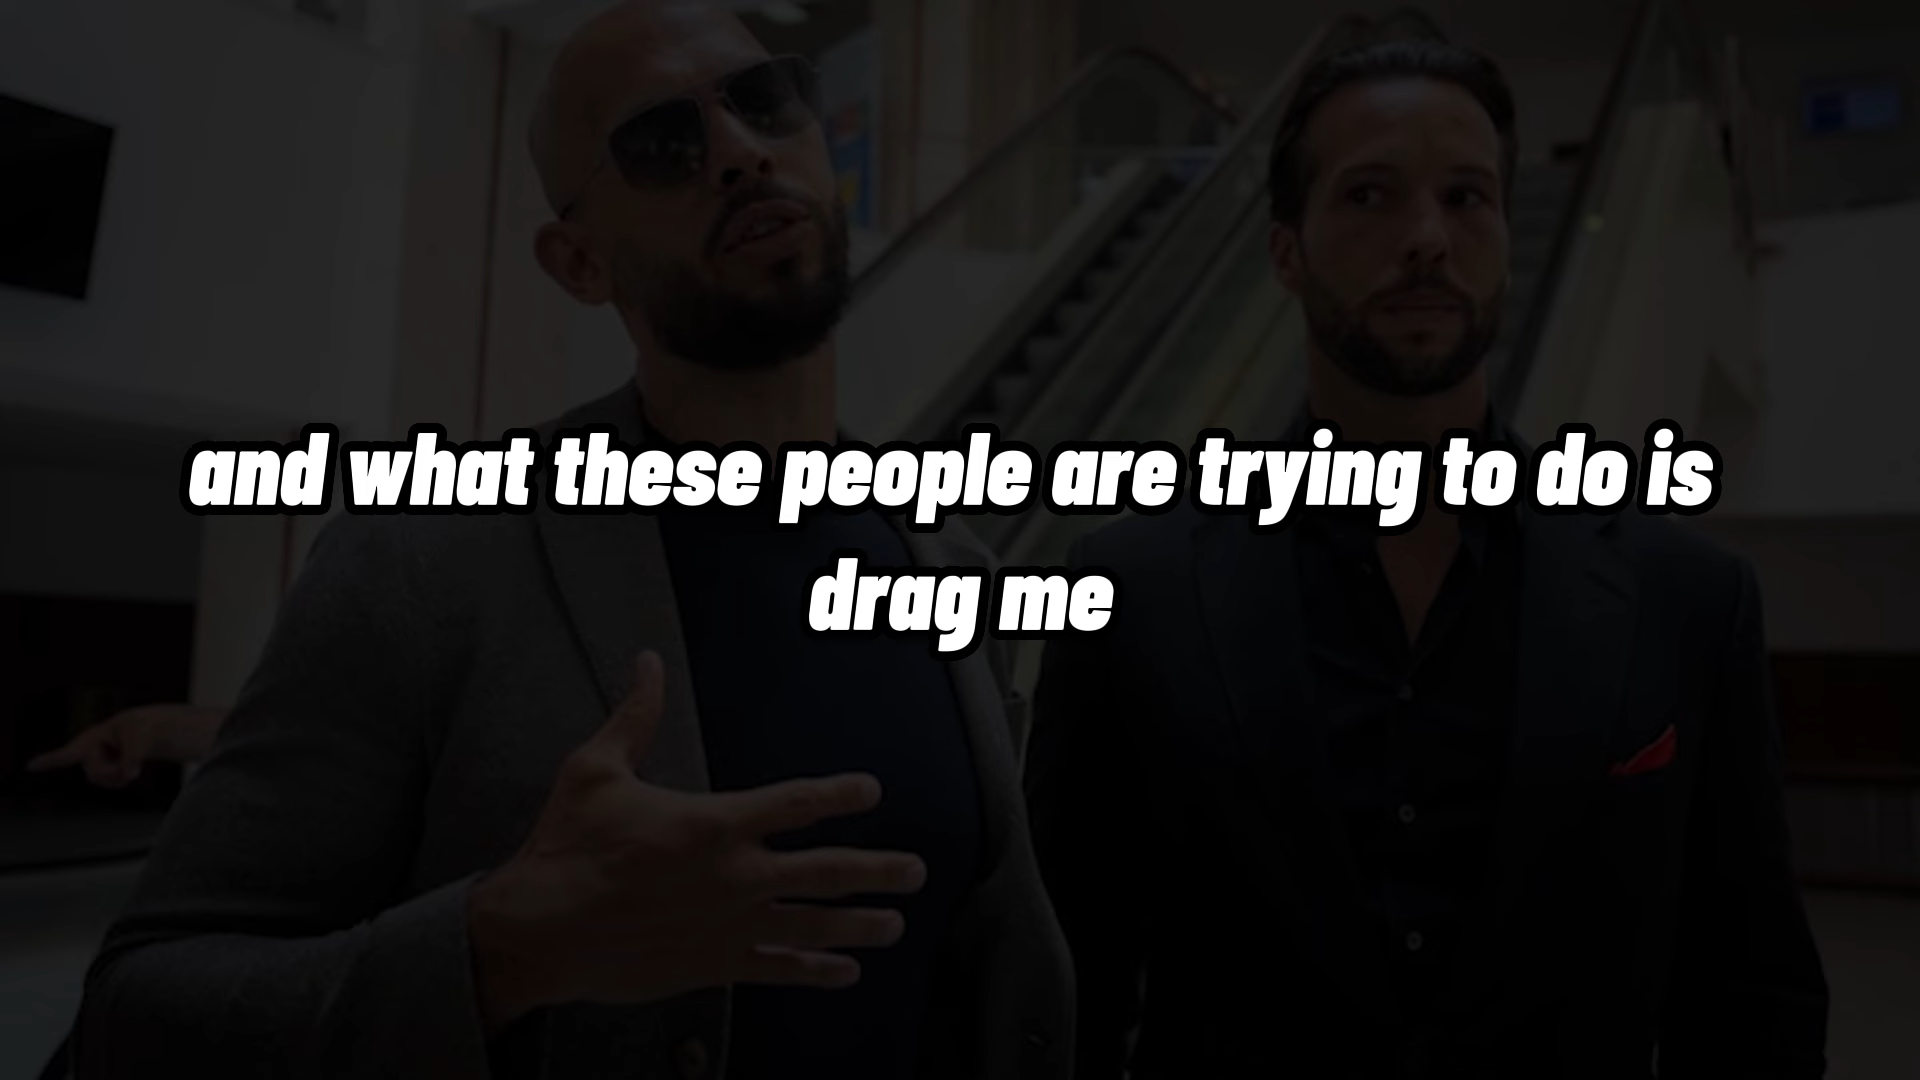 and what these people are trying to do is
drag me